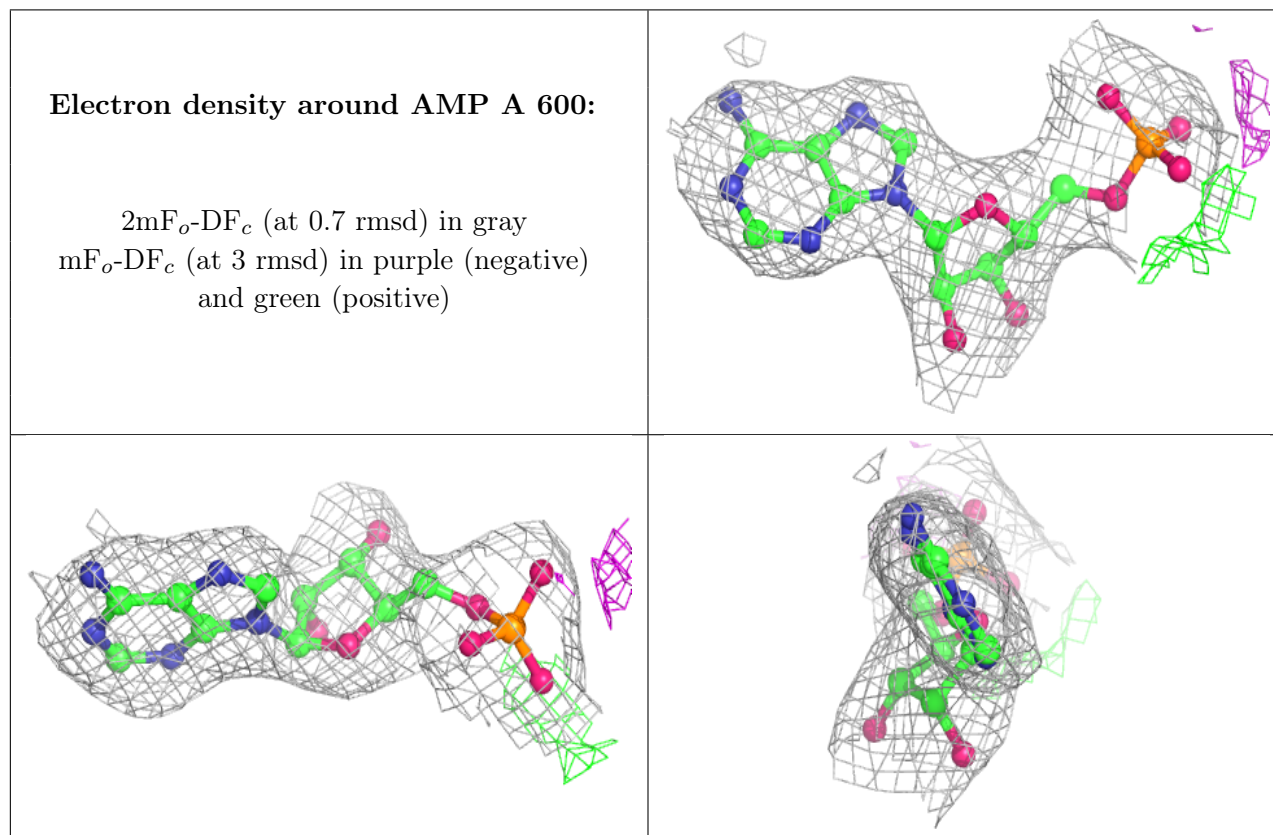 Electron density around AMP A 600:
2mFo-DFc (at 0.7 rmsd) in gray
mFo-DFc (at 3 rmsd) in purple (negative)
and green (positive)